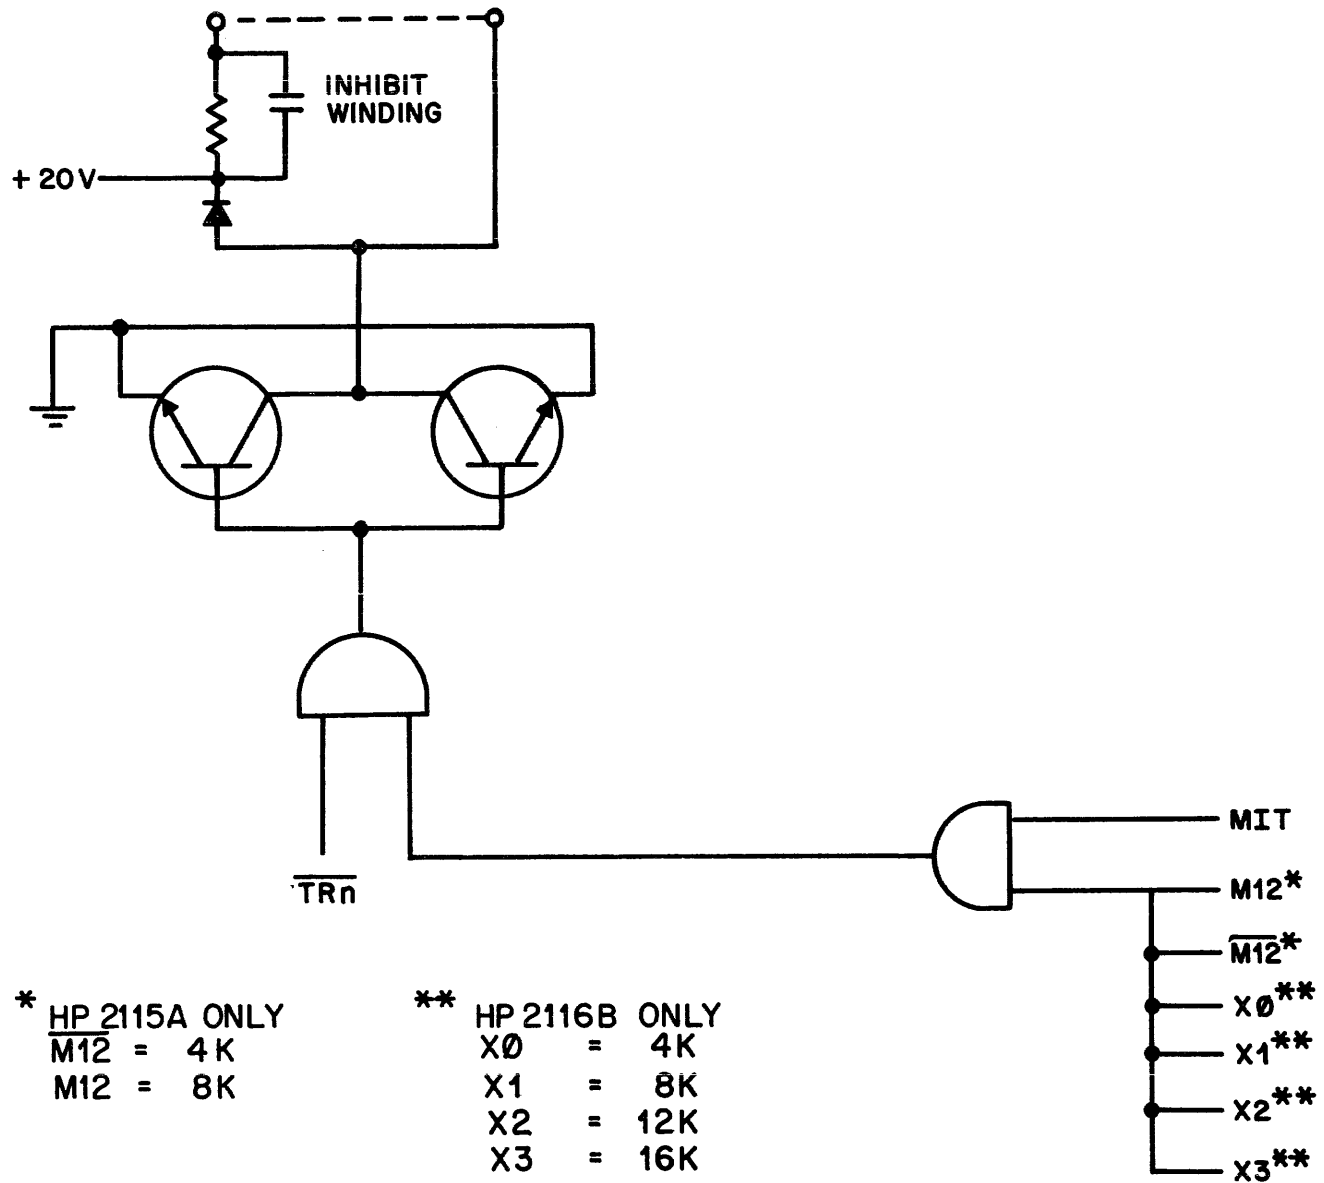 INHIBIT
WINDING
+ 20V
MIT
M12*
M12*
TRn
X0**
X1**
X2**
X3**
* HP 2115A ONLY
M12 = 4K
M12 = 8K
** HP 2116B ONLY
XØ = 4K
X1 = 8K
X2 = 12K
X3 = 16K